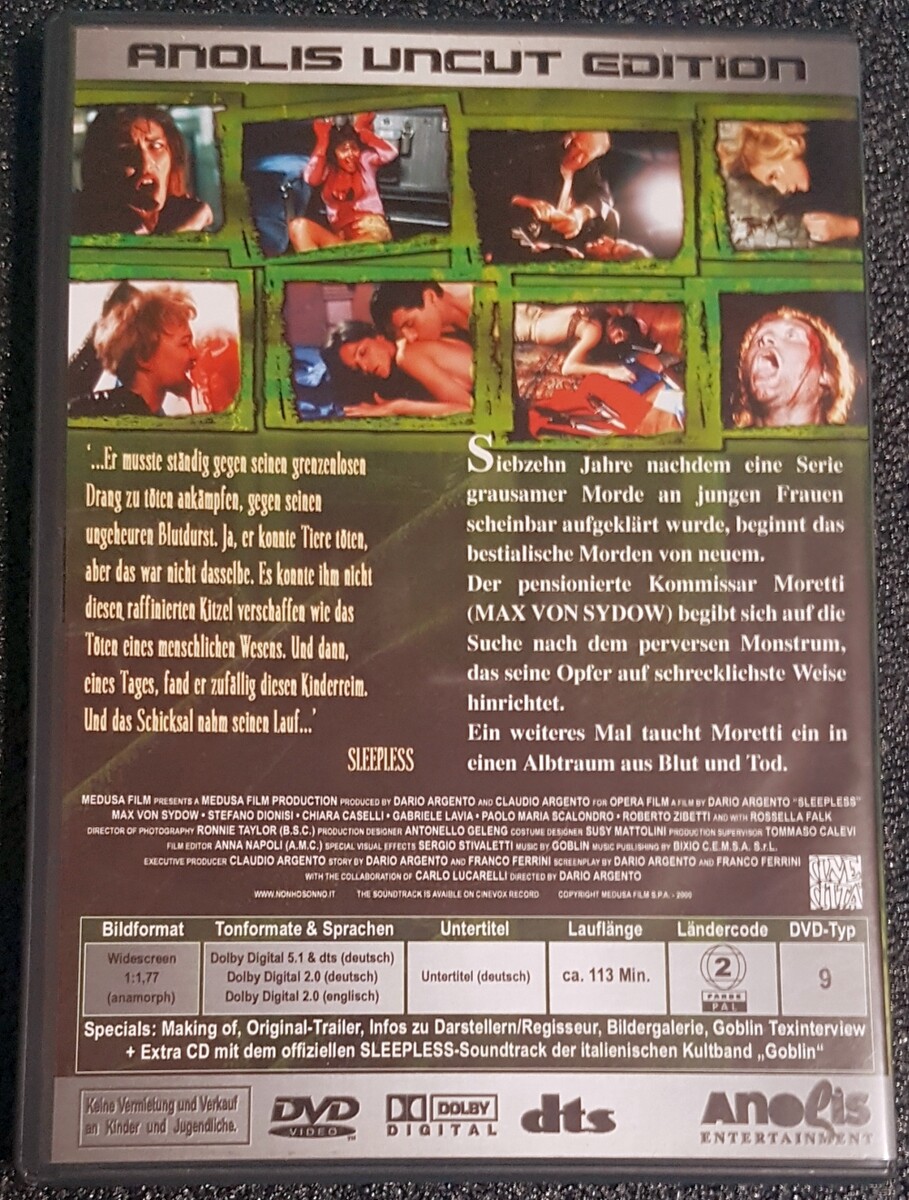 ANOLIS UNCUT EDITION
'...Er musste ständig gegen seinen grenzenlosen
Drang zu töten ankämpfen, gegen seinen
ungeheuren Blutdurst. Ja, er konnte Tiere töten,
aber das war nicht dasselbe. Es konnte ihm nicht
diesen raffinierten Kitzel verschaffen wie das
Töten eines menschlichen Wesens. Und dann,
eines Tages, fand er zufällig diesen Kinderreim.
Und das Schicksal nahm seinen Lauf...'
SLEEPLESS
Siebzehn Jahre nachdem eine Serie
grausamer Morde an jungen Frauen
scheinbar aufgeklärt wurde, beginnt das
bestialische Morden von neuem.
Der pensionierte Kommissar Moretti
(MAX VON SYDOW) begibt sich auf die
Suche nach dem perversen Monstrum,
das seine Opfer auf schrecklichste Weise
hinrichtet.
Ein weiteres Mal taucht Moretti ein in
einen Albtraum aus Blut und Tod.
MEDUSA FILM PRESENTS A MEDUSA FILM PRODUCTION PRODUCED BY DARIO ARGENTO AND CLAUDIO ARGENTO FOR OPERA FILM A FILM BY DARIO ARGENTO "SLEEPLESS"
MAX VON SYDOW • STEFANO DIONISI • CHIARA CASELLI • GABRIELE LAVIA • PAOLO MARIA SCALONDRO • ROBERTO ZIBETTI AND WITH ROSSELLA FALK
DIRECTOR OF PHOTOGRAPHY RONNIE TAYLOR (B.S.C.) PRODUCTION DESIGNER ANTONELLO GELENG COSTUME DESIGNER SUSY MATTOLINI PRODUCTION SUPERVISOR TOMMASO CALEVI
FILM EDITOR ANNA NAPOLI (A.M.C.) SPECIAL VISUAL EFFECTS SERGIO STIVALETTI MUSIC BY GOBLIN MUSIC PUBLISHING BY BIXIO C.E.M.S.A. S.r.L.
EXECUTIVE PRODUCER CLAUDIO ARGENTO STORY BY DARIO ARGENTO AND FRANCO FERRINI SCREENPLAY BY DARIO ARGENTO AND FRANCO FERRINI
WITH THE COLLABORATION OF CARLO LUCARELLI DIRECTED BY DARIO ARGENTO
WWW.NONHOSONNO.IT THE SOUNDTRACK IS AVAIBLE ON CINEVOX RECORD COPYRIGHT MEDUSA FILM S.P.A. - 2000
CINE
CITTA
Bildformat Tonformate & Sprachen Untertitel Lauflänge Ländercode DVD-Typ
Widescreen
1:1,77
(anamorph)
Dolby Digital 5.1 & dts (deutsch)
Dolby Digital 2.0 (deutsch)
Dolby Digital 2.0 (englisch)
Untertitel (deutsch)
ca. 113 Min.
2
PAL
9
Specials: Making of, Original-Trailer, Infos zu Darstellern/Regisseur, Bildergalerie, Goblin Texinterview
+ Extra CD mit dem offiziellen SLEEPLESS-Soundtrack der italienischen Kultband „Goblin“
Keine Vermietung und Verkauf
an Kinder und Jugendliche.
DVD
VIDEO
DOLBY
DIGITAL
dts
ANOLIS
ENTERTAINMENT